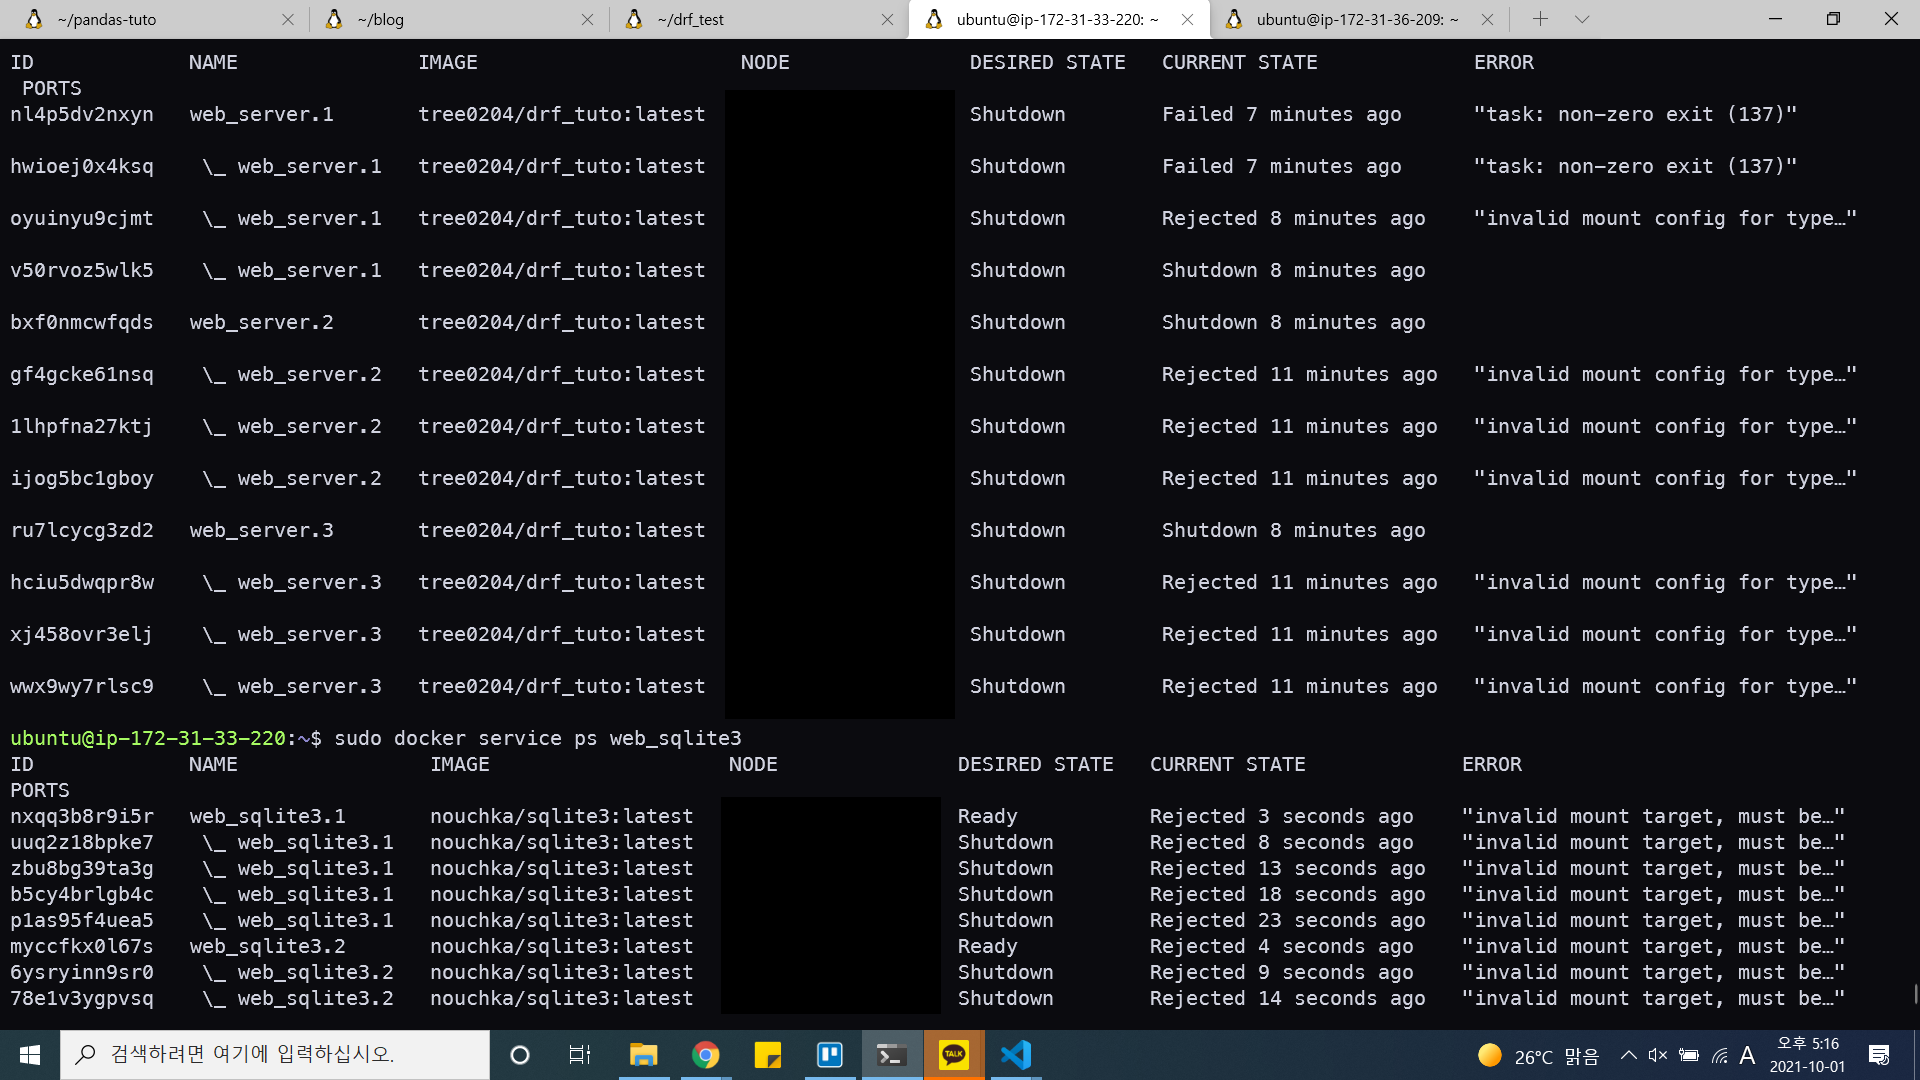 ~/pandas-tuto
~/blog
~/drf_test
ubuntu@ip-172-31-33-220: ~
ubuntu@ip-172-31-36-209: ~
ID NAME IMAGE NODE DESIRED STATE CURRENT STATE ERROR
PORTS
nl4p5dv2nxyn web_server.1 tree0204/drf_tuto:latest Shutdown Failed 7 minutes ago "task: non-zero exit (137)"
hwioej0x4ksq \_ web_server.1 tree0204/drf_tuto:latest Shutdown Failed 7 minutes ago "task: non-zero exit (137)"
oyuinyu9cjmt \_ web_server.1 tree0204/drf_tuto:latest Shutdown Rejected 8 minutes ago "invalid mount config for type…"
v50rvoz5wlk5 \_ web_server.1 tree0204/drf_tuto:latest Shutdown Shutdown 8 minutes ago
bxf0nmcwfqds web_server.2 tree0204/drf_tuto:latest Shutdown Shutdown 8 minutes ago
gf4gcke61nsq \_ web_server.2 tree0204/drf_tuto:latest Shutdown Rejected 11 minutes ago "invalid mount config for type…"
1lhpfna27ktj \_ web_server.2 tree0204/drf_tuto:latest Shutdown Rejected 11 minutes ago "invalid mount config for type…"
ijog5bc1gboy \_ web_server.2 tree0204/drf_tuto:latest Shutdown Rejected 11 minutes ago "invalid mount config for type…"
ru7lcycg3zd2 web_server.3 tree0204/drf_tuto:latest Shutdown Shutdown 8 minutes ago
hciu5dwqpr8w \_ web_server.3 tree0204/drf_tuto:latest Shutdown Rejected 11 minutes ago "invalid mount config for type…"
xj458ovr3elj \_ web_server.3 tree0204/drf_tuto:latest Shutdown Rejected 11 minutes ago "invalid mount config for type…"
wwx9wy7rlsc9 \_ web_server.3 tree0204/drf_tuto:latest Shutdown Rejected 11 minutes ago "invalid mount config for type…"
ubuntu@ip-172-31-33-220:~$ sudo docker service ps web_sqlite3
ID NAME IMAGE NODE DESIRED STATE CURRENT STATE ERROR
PORTS
nxqq3b8r9i5r web_sqlite3.1 nouchka/sqlite3:latest Ready Rejected 3 seconds ago "invalid mount target, must be…"
uuq2z18bpke7 \_ web_sqlite3.1 nouchka/sqlite3:latest Shutdown Rejected 8 seconds ago "invalid mount target, must be…"
zbu8bg39ta3g \_ web_sqlite3.1 nouchka/sqlite3:latest Shutdown Rejected 13 seconds ago "invalid mount target, must be…"
b5cy4brlgb4c \_ web_sqlite3.1 nouchka/sqlite3:latest Shutdown Rejected 18 seconds ago "invalid mount target, must be…"
p1as95f4uea5 \_ web_sqlite3.1 nouchka/sqlite3:latest Shutdown Rejected 23 seconds ago "invalid mount target, must be…"
myccfkx0l67s web_sqlite3.2 nouchka/sqlite3:latest Ready Rejected 4 seconds ago "invalid mount target, must be…"
6ysryinn9sr0 \_ web_sqlite3.2 nouchka/sqlite3:latest Shutdown Rejected 9 seconds ago "invalid mount target, must be…"
78e1v3ygpvsq \_ web_sqlite3.2 nouchka/sqlite3:latest Shutdown Rejected 14 seconds ago "invalid mount target, must be…"
검색하려면 여기에 입력하십시오.
TALK
26°C 맑음
A
오후 5:16
2021-10-01